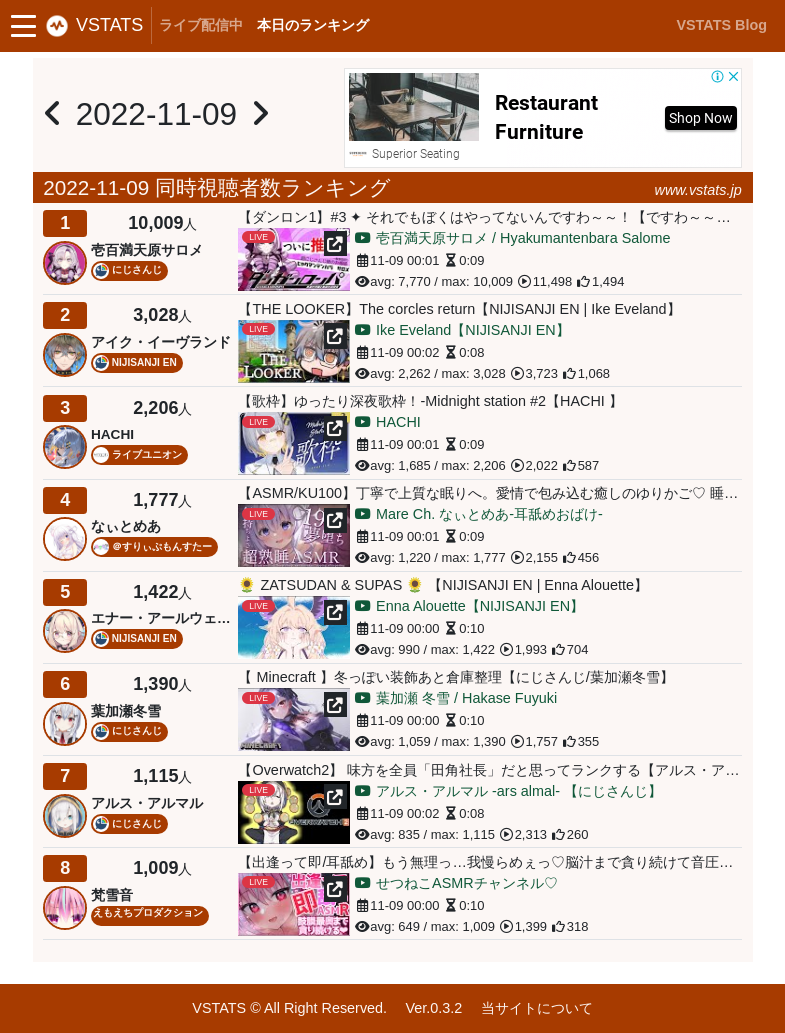 VSTATS ライブ配信中 本日のランキング VSTATS Blog
2022-11-09
Restaurant Furniture
Shop Now
Superior Seating
2022-11-09 同時視聴者数ランキング www.vstats.jp
1 10,009人
壱百満天原サロメ
にじさんじ
【ダンロン1】#3 ✦ それでもぼくはやってないんですわ～～！【ですわ～～…
LIVE
壱百満天原サロメ / Hyakumantenbara Salome
11-09 00:01 0:09
avg: 7,770 / max: 10,009 11,498 1,494
2 3,028人
アイク・イーヴランド
NIJISANJI EN
【THE LOOKER】The corcles return【NIJISANJI EN | Ike Eveland】
LIVE
THE LOOKER
Ike Eveland【NIJISANJI EN】
11-09 00:02 0:08
avg: 2,262 / max: 3,028 3,723 1,068
3 2,206人
HACHI
ライブユニオン
【歌枠】ゆったり深夜歌枠！-Midnight station #2【HACHI 】
LIVE
歌枠
HACHI
11-09 00:01 0:09
avg: 1,685 / max: 2,206 2,022 587
4 1,777人
なぃとめあ
＠すりぃぷもんすたー
【ASMR/KU100】丁寧で上質な眠りへ。愛情で包み込む癒しのゆりかご♡ 睡…
LIVE
超熟睡ASMR
Mare Ch. なぃとめあ-耳舐めおばけ-
11-09 00:01 0:09
avg: 1,220 / max: 1,777 2,155 456
5 1,422人
エナー・アールウェ…
NIJISANJI EN
🌻 ZATSUDAN & SUPAS 🌻 【NIJISANJI EN | Enna Alouette】
LIVE
Enna Alouette【NIJISANJI EN】
11-09 00:00 0:10
avg: 990 / max: 1,422 1,993 704
6 1,390人
葉加瀬冬雪
にじさんじ
【 Minecraft 】冬っぽい装飾あと倉庫整理【にじさんじ/葉加瀬冬雪】
LIVE
MINECRAFT
葉加瀬 冬雪 / Hakase Fuyuki
11-09 00:00 0:10
avg: 1,059 / max: 1,390 1,757 355
7 1,115人
アルス・アルマル
にじさんじ
【Overwatch2】 味方を全員「田角社長」だと思ってランクする【アルス・ア…
LIVE
OVERWATCH 2
アルス・アルマル -ars almal- 【にじさんじ】
11-09 00:02 0:08
avg: 835 / max: 1,115 2,313 260
8 1,009人
梵雪音
えもえちプロダクション
【出逢って即/耳舐め】もう無理っ…我慢らめぇっ♡脳汁まで貪り続けて音圧…
LIVE
せつねこASMRチャンネル♡
11-09 00:00 0:10
avg: 649 / max: 1,009 1,399 318
VSTATS © All Right Reserved. Ver.0.3.2 当サイトについて